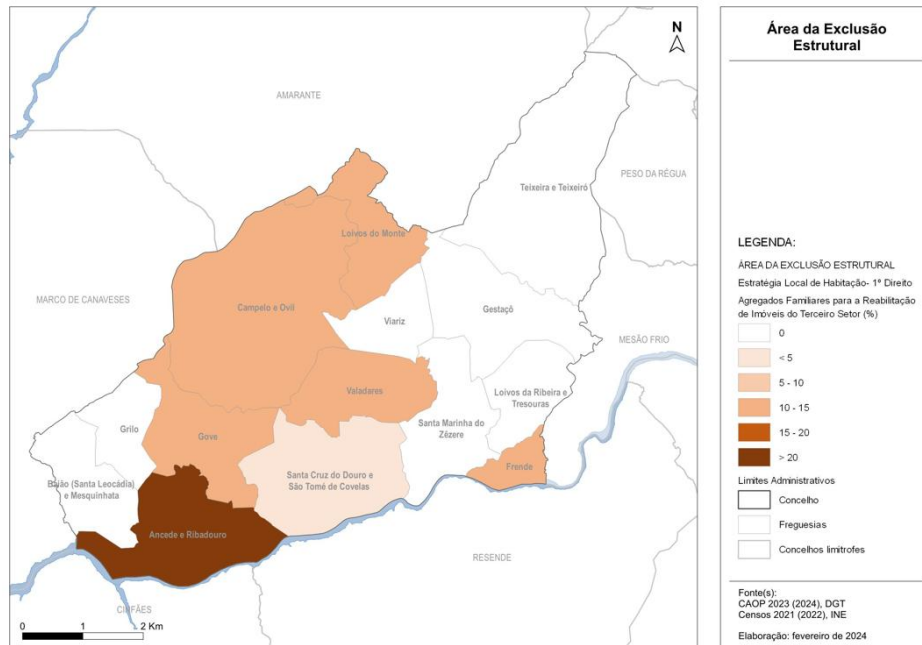 N
AMARANTE
PESO DA RÉGUA
Teixeira e Teixeiró
Loivos do Monte
MARCO DE CANAVESES
Campelo e Ovil
Gestaçô
Viariz
MESÃO FRIO
Valadares
Loivos da Ribeira e
Tresouras
Santa Marinha do
Zêzere
Grilo
Gove
Frende
Santa Cruz do Douro e
São Tomé de Covelas
Baião (Santa Leocádia)
e Mesquinhata
Ancede e Ribadouro
RESENDE
CINFÃES
0 1 2 Km
Área da Exclusão
Estrutural
LEGENDA:
ÁREA DA EXCLUSÃO ESTRUTURAL
Estratégia Local de Habitação- 1º Direito
Agregados Familiares para a Reabilitação
de Imóveis do Terceiro Setor (%)
0
< 5
5 - 10
10 - 15
15 - 20
> 20
Limites Administrativos
Concelho
Freguesias
Concelhos limítrofes
Fonte(s):
CAOP 2023 (2024), DGT
Censos 2021 (2022), INE
Elaboração: fevereiro de 2024